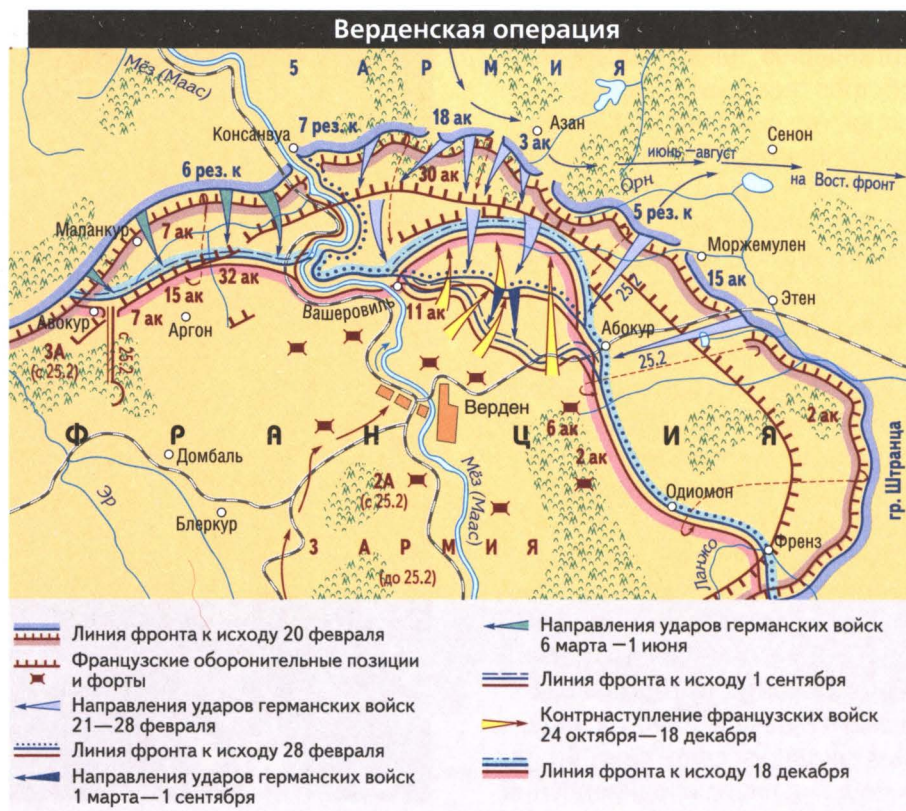 Верденская операция
5 АРМИЯ
Мёз (Маас)
Консанвуа
7 рез. к
18 ак
Азан
3 ак
Сенон
6 рез. к
30 ак
июнь–август
на Вост. фронт
Орн
5 рез. к
Маланкур
7 ак
Моржемулен
15 ак
32 ак
15 ак
Этен
Вашеровиль
11 ак
25.2
Авокур
7 ак
Аргон
Абокур
25.2
3А
(с 25.2)
с 25.2
Верден
2 ак
6 ак
ФРАНЦИЯ
Домбаль
2 ак
гр. Штранца
Эр
2А
(с 25.2)
Мёз (Маас)
Одиомон
Блеркур
3 АРМИЯ
(до 25.2)
Ланжо
Френз
Линия фронта к исходу 20 февраля
Французские оборонительные позиции
и форты
Направления ударов германских войск
21—28 февраля
Линия фронта к исходу 28 февраля
Направления ударов германских войск
1 марта—1 сентября
Направления ударов германских войск
6 марта —1 июня
Линия фронта к исходу 1 сентября
Контрнаступление французских войск
24 октября—18 декабря
Линия фронта к исходу 18 декабря